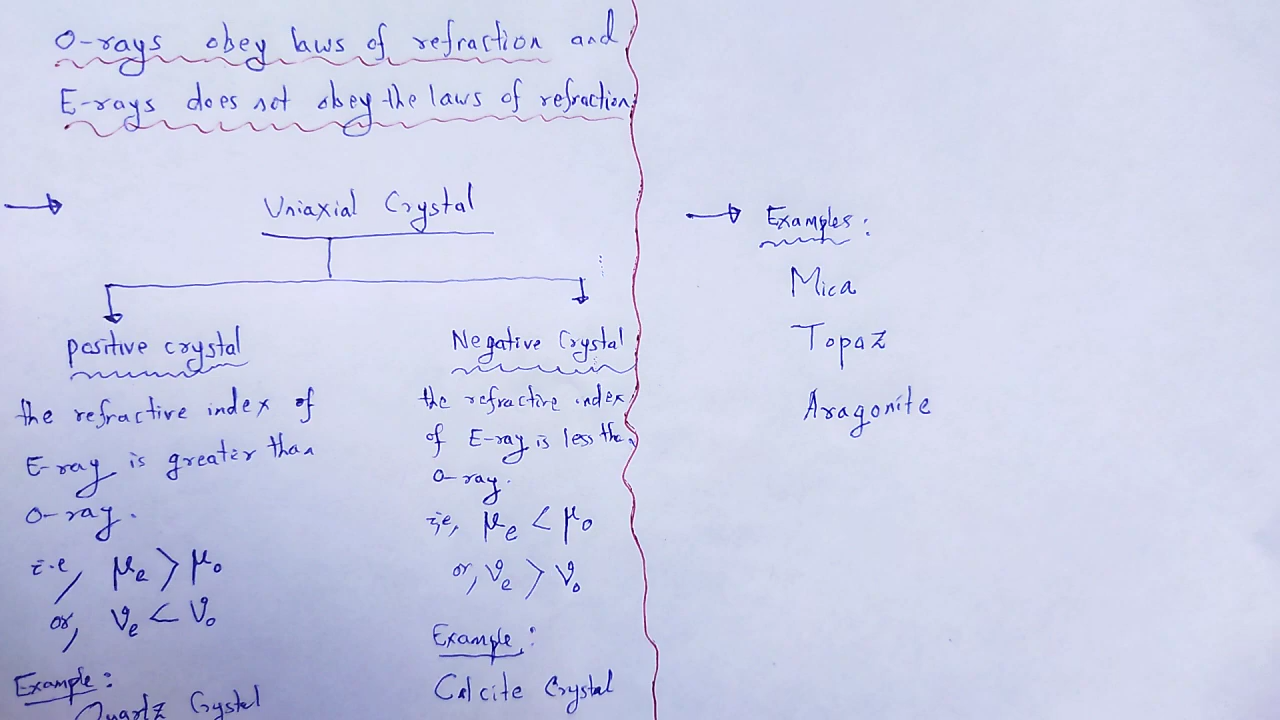 O-rays obey laws of refraction and
E-rays does not obey the laws of refraction.
Uniaxial Crystal
positive crystal
the refractive index of
E-ray is greater than
O-ray.
i.e, μe > μo
or, ve < vo
Example:
Quartz Crystal
Negative Crystal
the refractive index
of E-ray is less the
O-ray.
i,e, μe < μo
or, ve > vo
Example:
Calcite Crystal
Examples:
Mica
Topaz
Aragonite